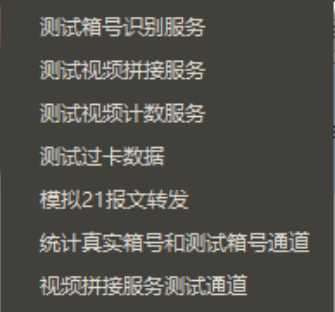 测试箱号识别服务
测试视频拼接服务
测试视频计数服务
测试过卡数据
模拟21报文转发
统计真实箱号和测试箱号通道
视频拼接服务测试通道